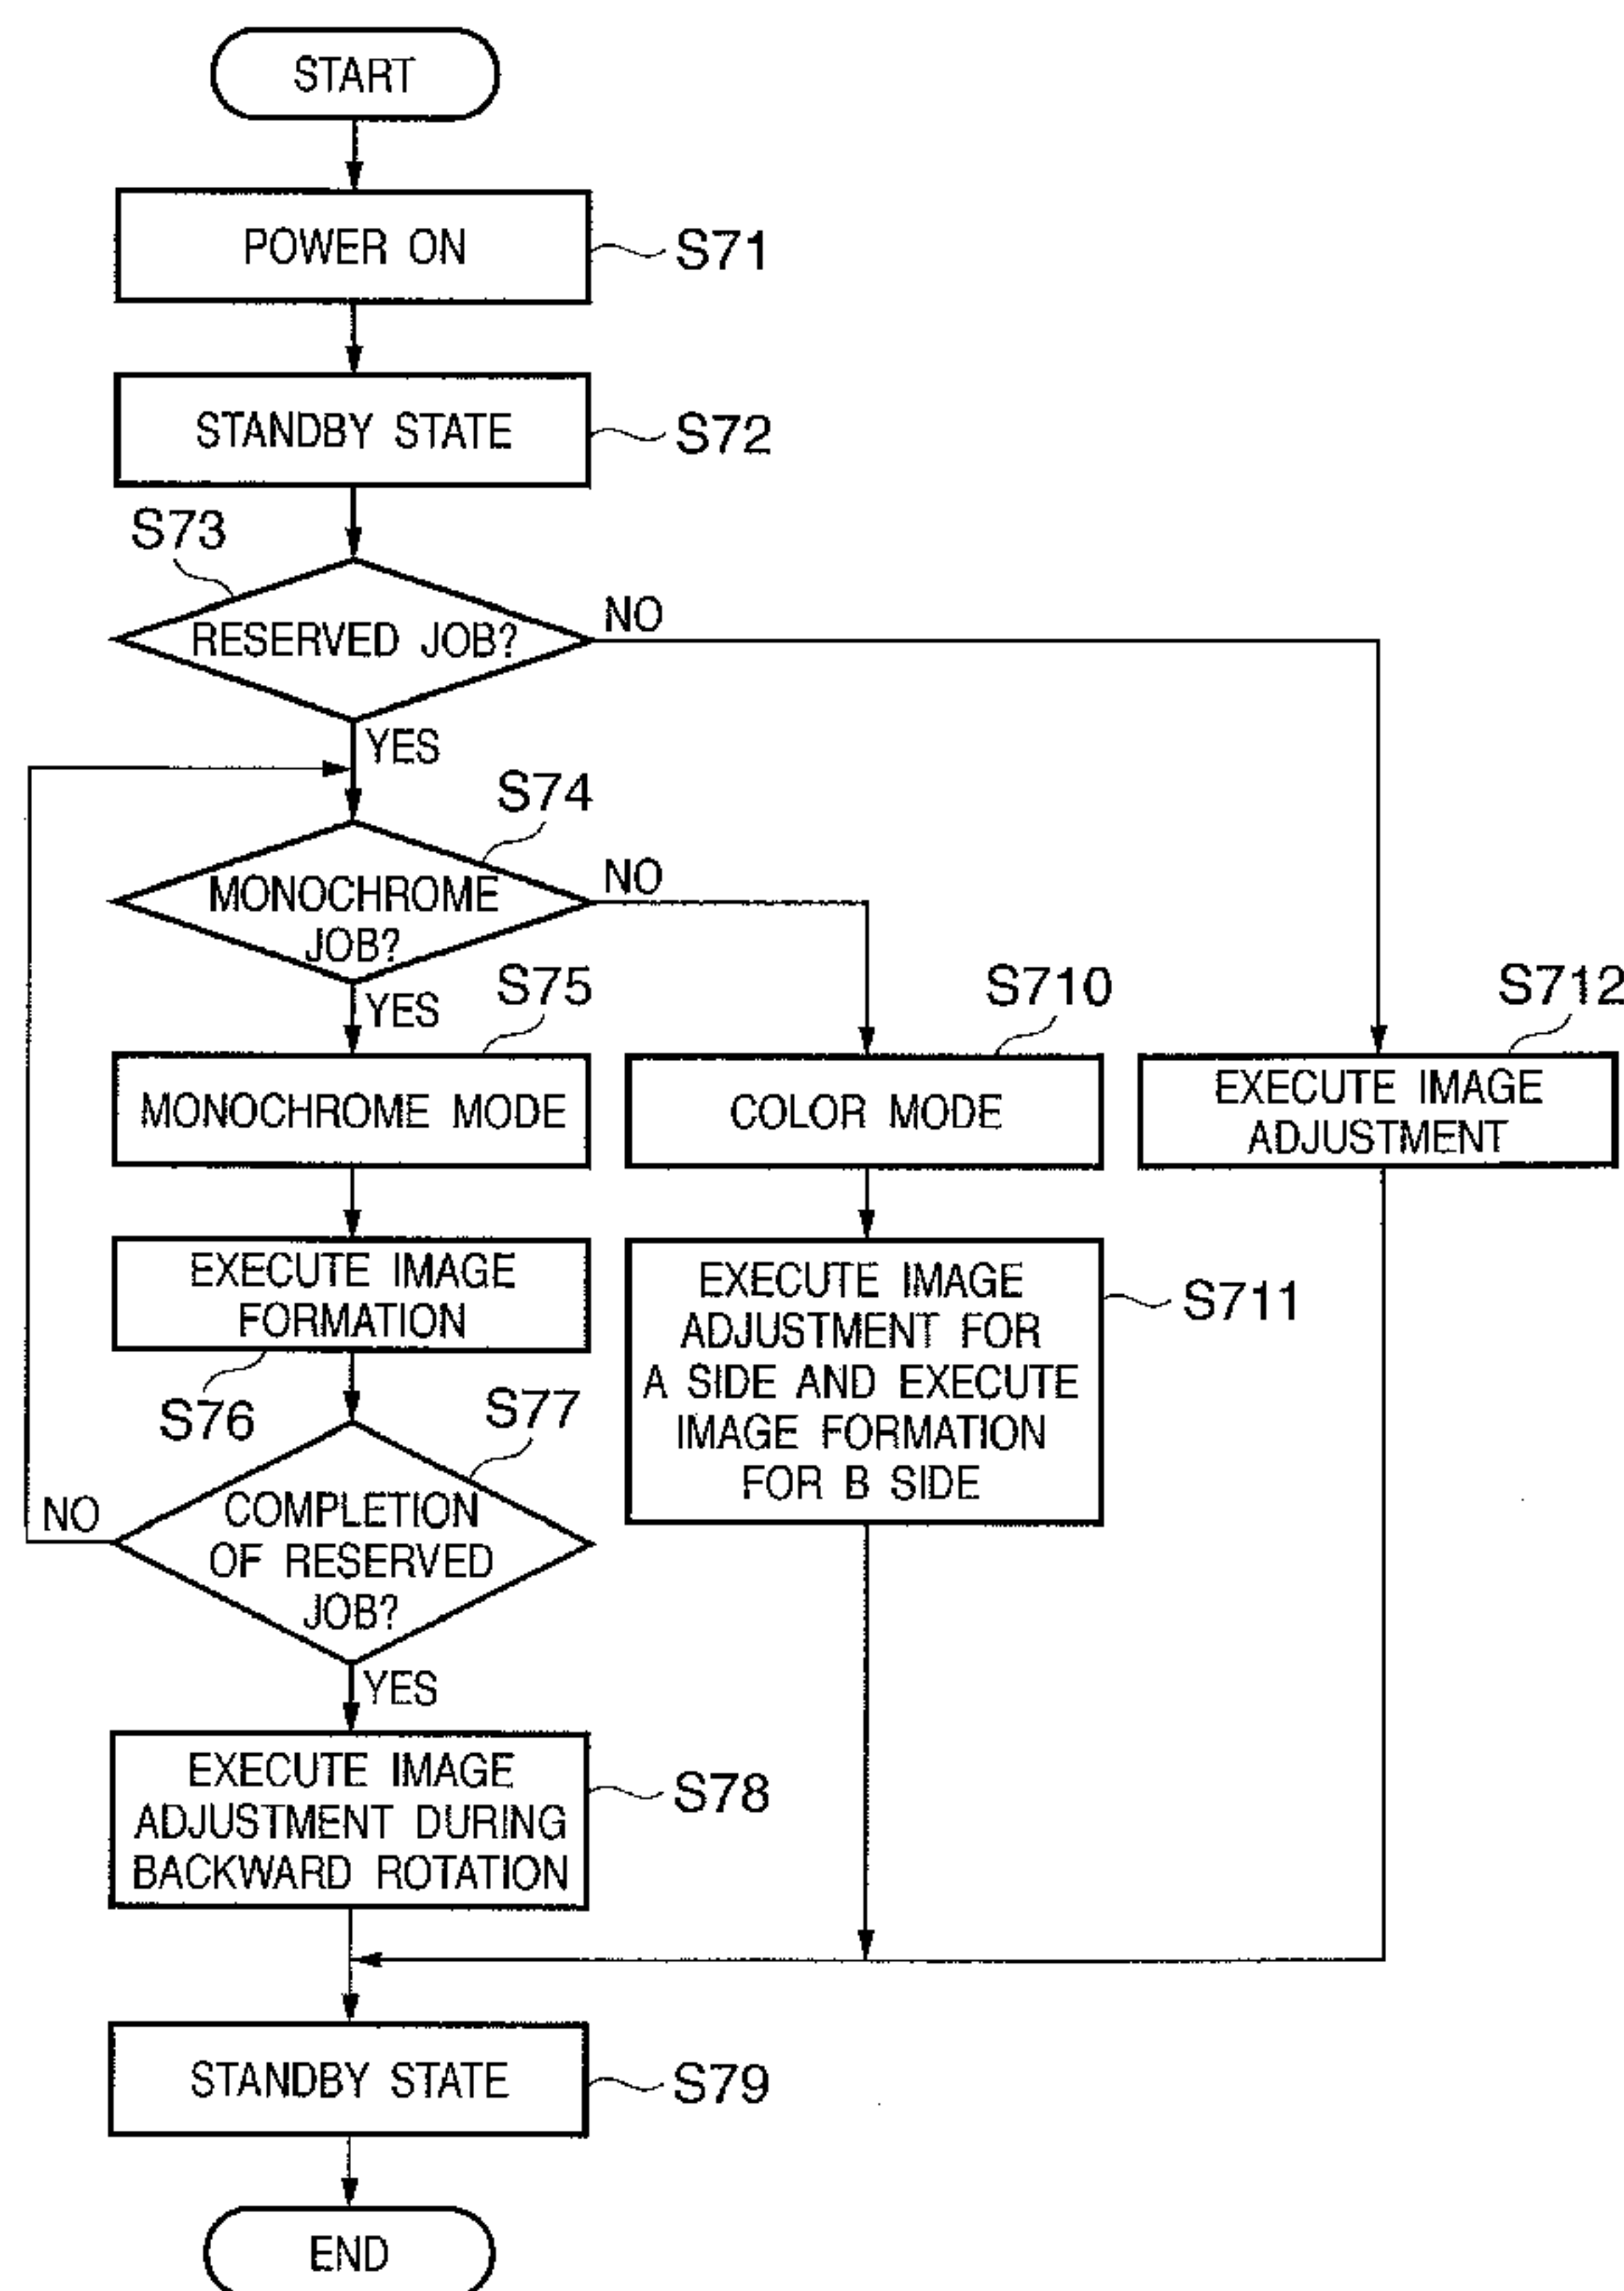 START
POWER ON
S71
STANDBY STATE
S72
S73
RESERVED JOB?
NO
YES
S74
MONOCHROME
JOB?
NO
YES
S75
S710
S712
MONOCHROME MODE
COLOR MODE
EXECUTE IMAGE
ADJUSTMENT
EXECUTE IMAGE
FORMATION
S76
EXECUTE IMAGE
ADJUSTMENT FOR
A SIDE AND EXECUTE
IMAGE FORMATION
FOR B SIDE
S711
S77
COMPLETION
OF RESERVED
JOB?
NO
YES
EXECUTE IMAGE
ADJUSTMENT DURING
BACKWARD ROTATION
S78
STANDBY STATE
S79
END